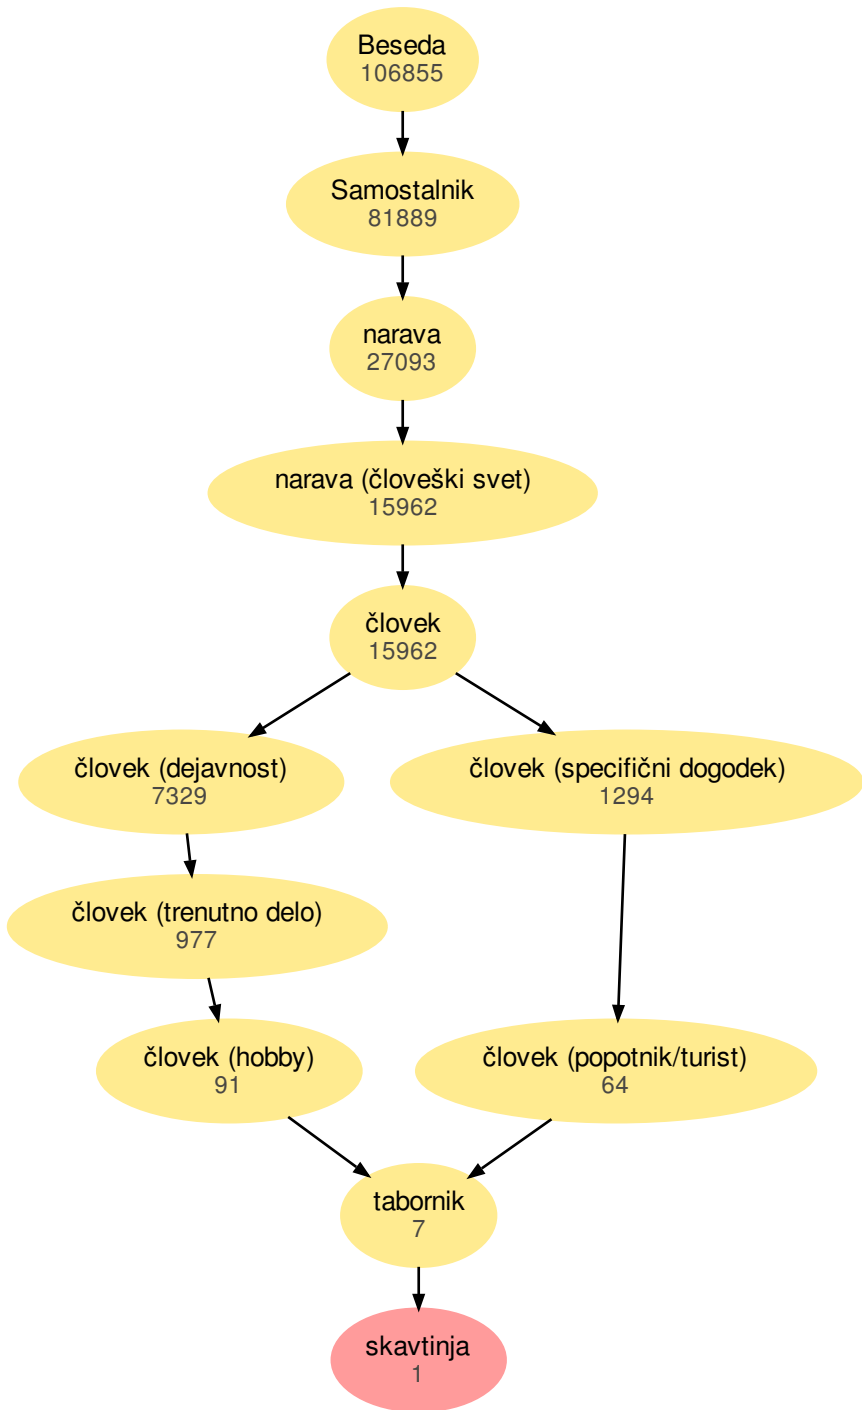 Beseda
106855
Samostalnik
81889
narava
27093
narava (človeški svet)
15962
človek
15962
človek (dejavnost)
7329
človek (specifični dogodek)
1294
človek (trenutno delo)
977
človek (hobby)
91
človek (popotnik/turist)
64
tabornik
7
skavtinja
1